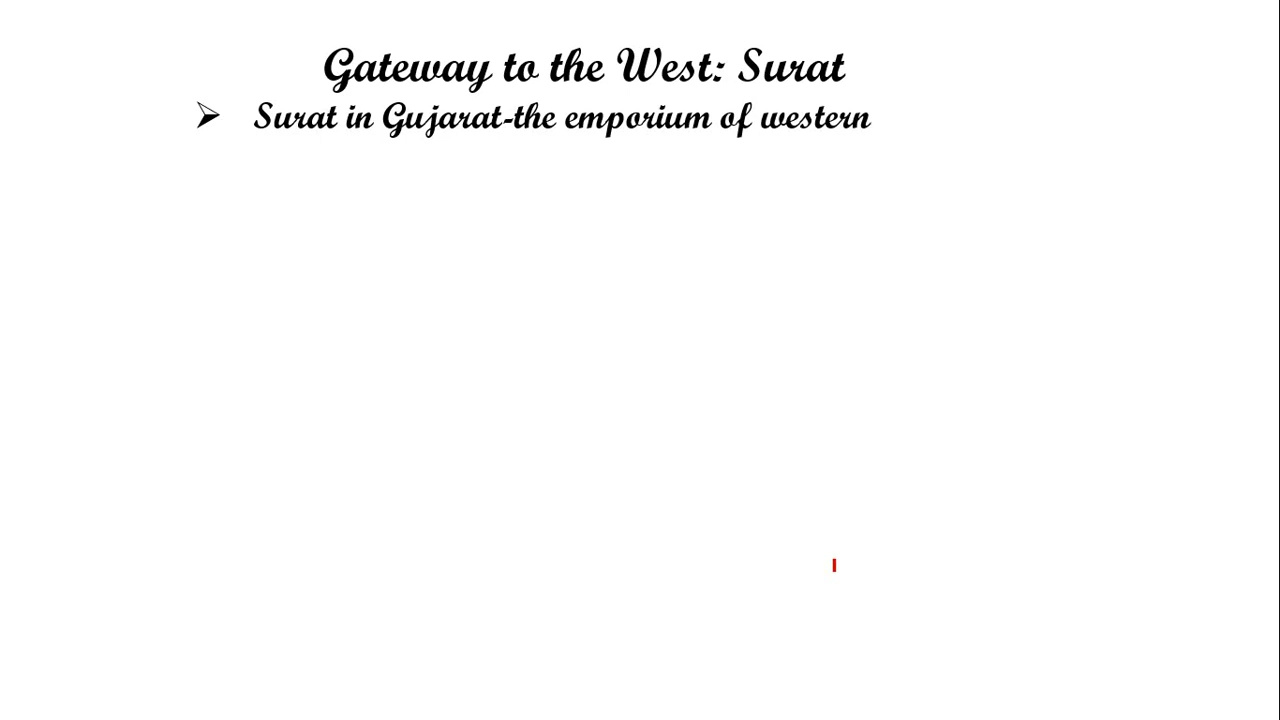 Gateway to the West: Surat
➢ Surat in Gujarat-the emporium of western